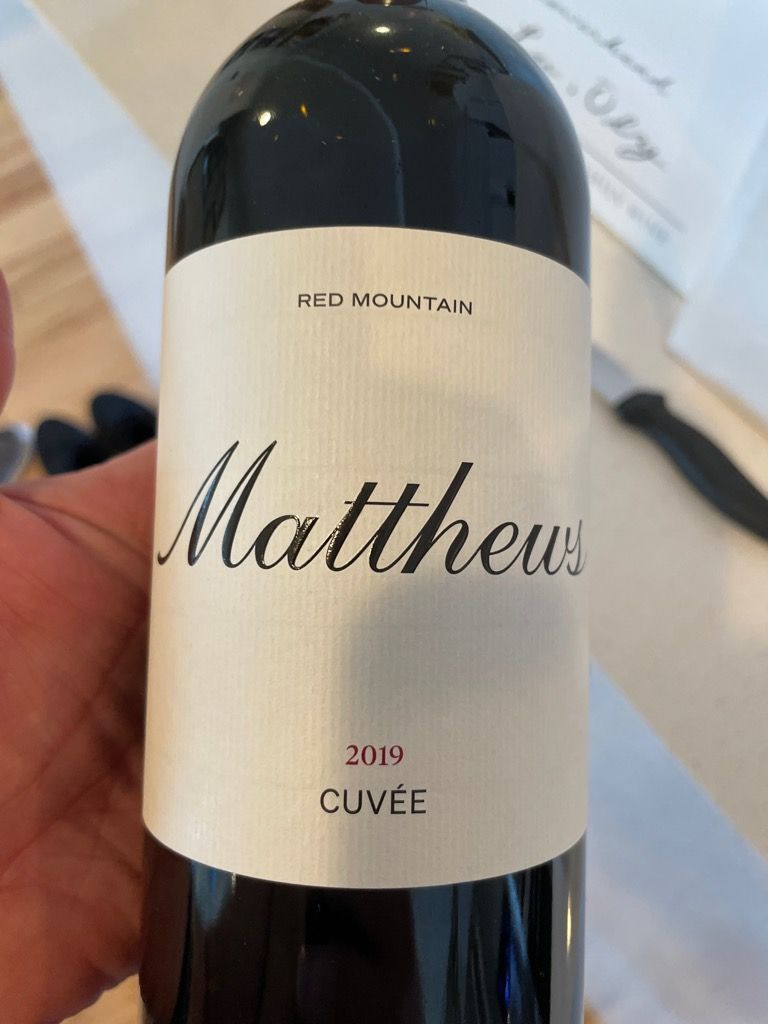 RED MOUNTAIN
Matthews
2019
CUVÉE